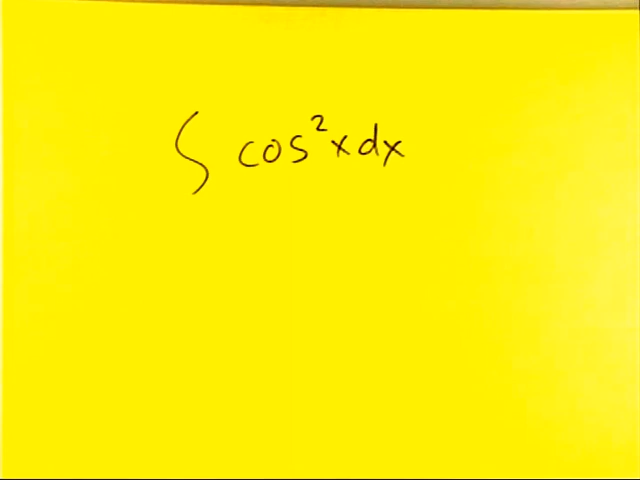 ∫ cos²x dx